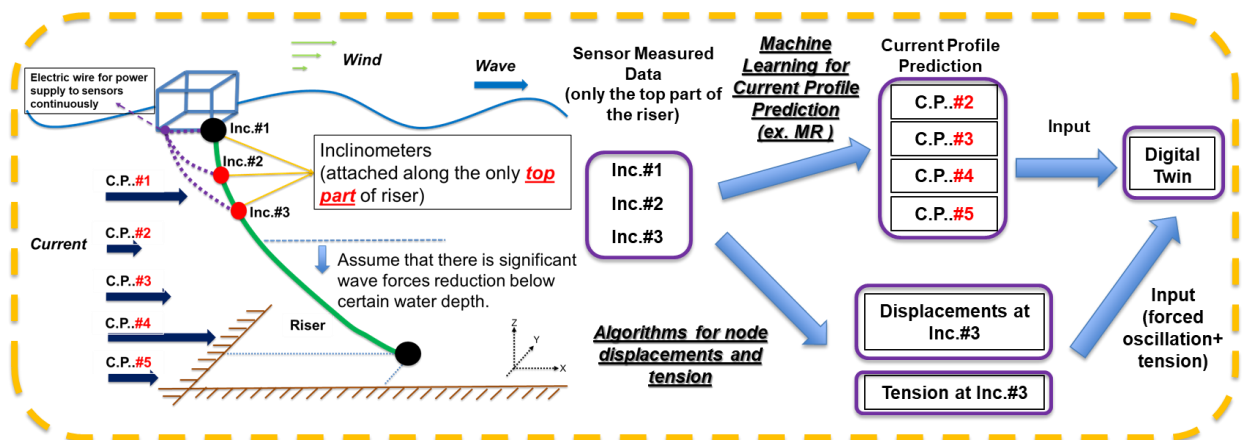 Electric wire for power
supply to sensors
continuously
Wind
Wave
Inc.#1
Inc.#2
Inc.#3
Inclinometers
(attached along the only top
part of riser)
C.P..#1
Current
C.P..#2
C.P..#3
C.P..#4
C.P..#5
Assume that there is significant
wave forces reduction below
certain water depth.
Riser
Z
Y
X
Sensor Measured
Data
(only the top part of
the riser)
Inc.#1
Inc.#2
Inc.#3
Machine
Learning for
Current Profile
Prediction
(ex. MR )
Current Profile
Prediction
C.P..#2
C.P..#3
C.P..#4
C.P..#5
Input
Digital
Twin
Algorithms for node
displacements and
tension
Displacements at
Inc.#3
Tension at Inc.#3
Input
(forced
oscillation+
tension)